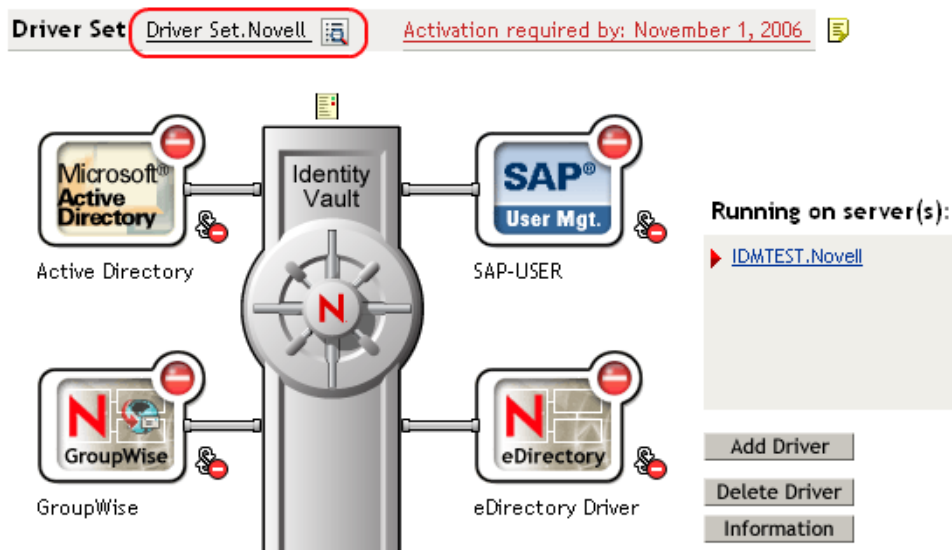 Driver Set
Driver Set.Novell
Activation required by: November 1, 2006
Microsoft®
Active
Directory
Active Directory
Identity
Vault
N
SAP®
User Mgt.
SAP-USER
Running on server(s):
IDMTEST.Novell
N
GroupWise
GroupWise
N
eDirectory
eDirectory Driver
Add Driver
Delete Driver
Information